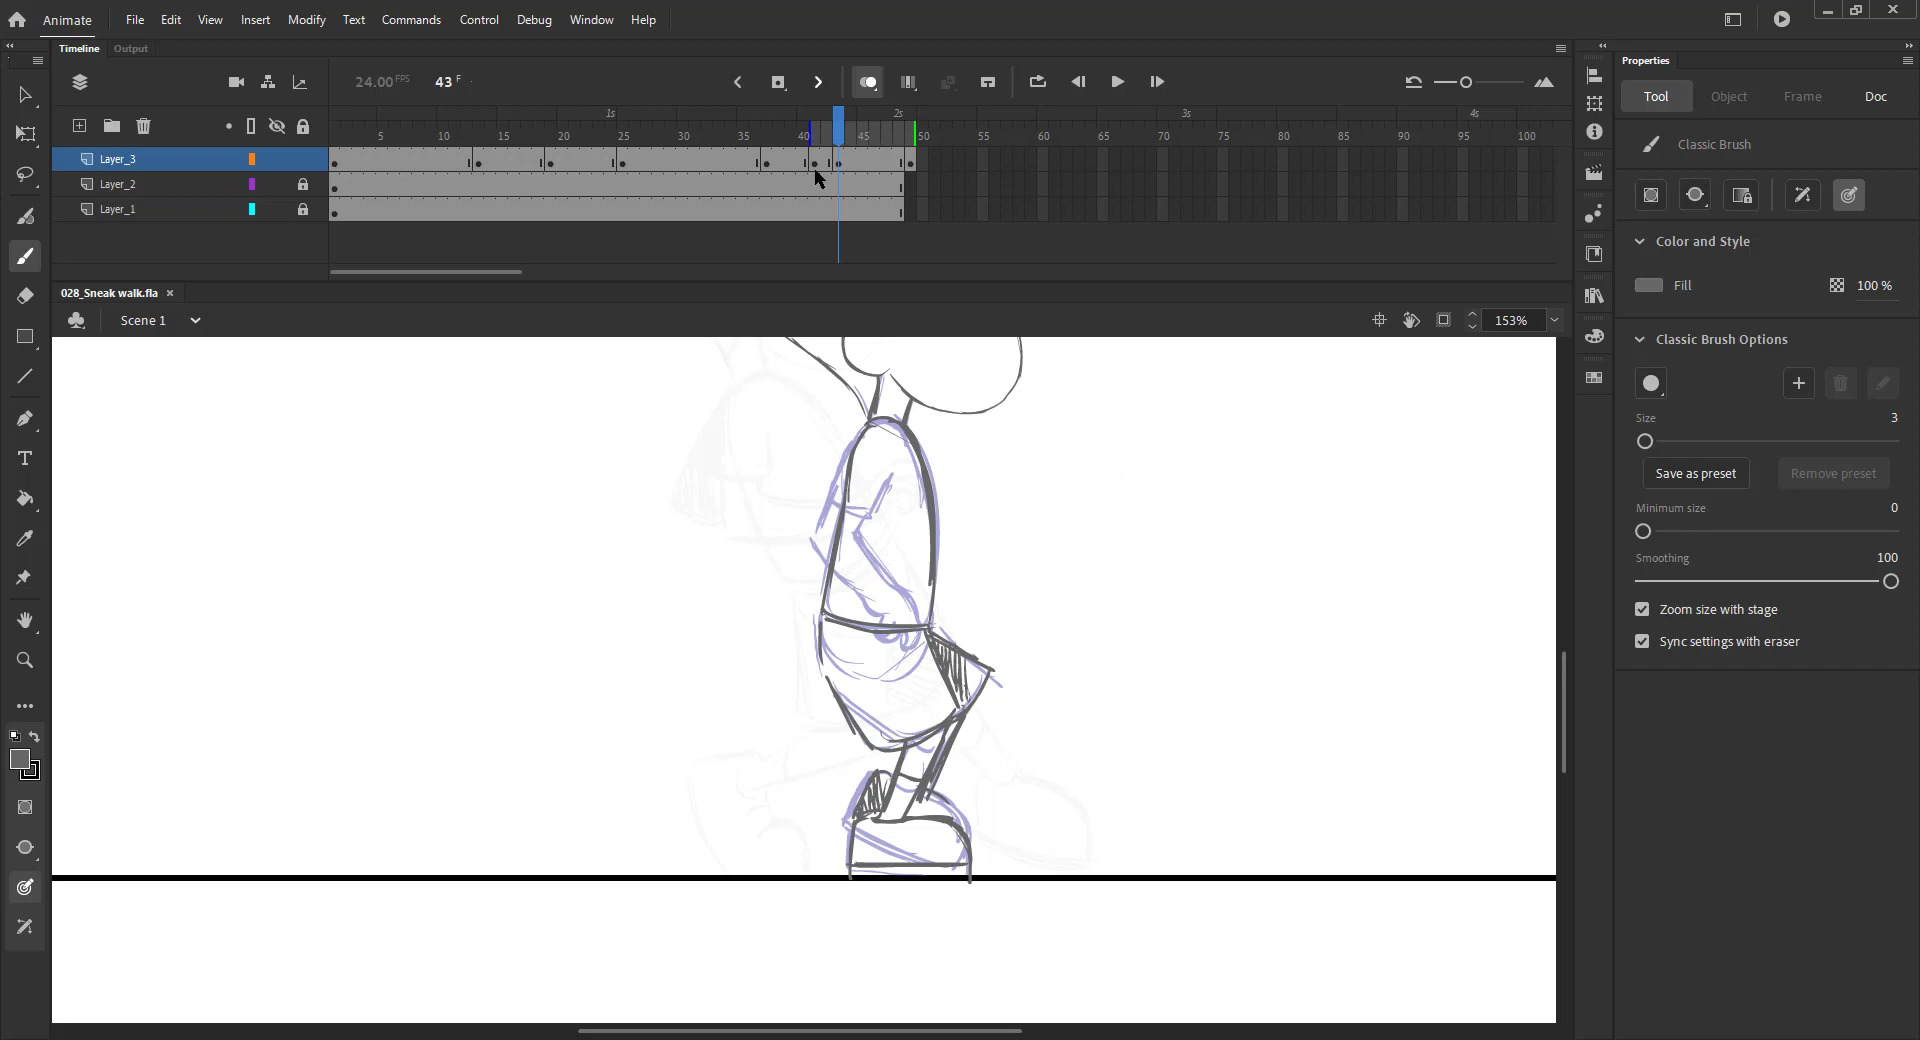 Animate File Edit View Insert Modify Text Commands Control Debug Window Help
Timeline Output
24.00 FPS 43 F
1s 2s 3s 4s
5 10 15 20 25 30 35 40 45 50 55 60 65 70 75 80 85 90 95 100
Layer_3
Layer_2
Layer_1
028_Sneak walk.fla
Scene 1 153%
Properties
Tool Object Frame Doc
Classic Brush
Color and Style
Fill 100 %
Classic Brush Options
Size 3
Save as preset Remove preset
Minimum size 0
Smoothing 100
Zoom size with stage
Sync settings with eraser